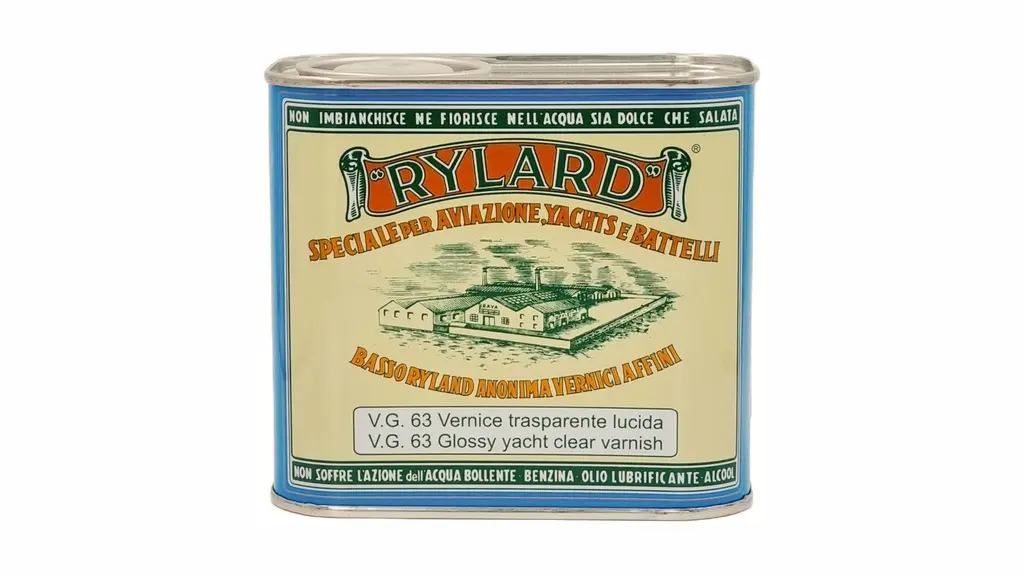 NON IMBIANCHISCE NE FIORISCE NELL'ACQUA SIA DOLCE CHE SALATA
"RYLARD" ®
SPECIALE PER AVIAZIONE, YACHTS E BATTELLI
BRAVA
BASSO RYLAND ANONIMA VERNICI AFFINI
V.G. 63 Vernice trasparente lucida
V.G. 63 Glossy yacht clear varnish
NON SOFFRE L'AZIONE dell'ACQUA BOLLENTE - BENZINA - OLIO LUBRIFICANTE - ALCOOL